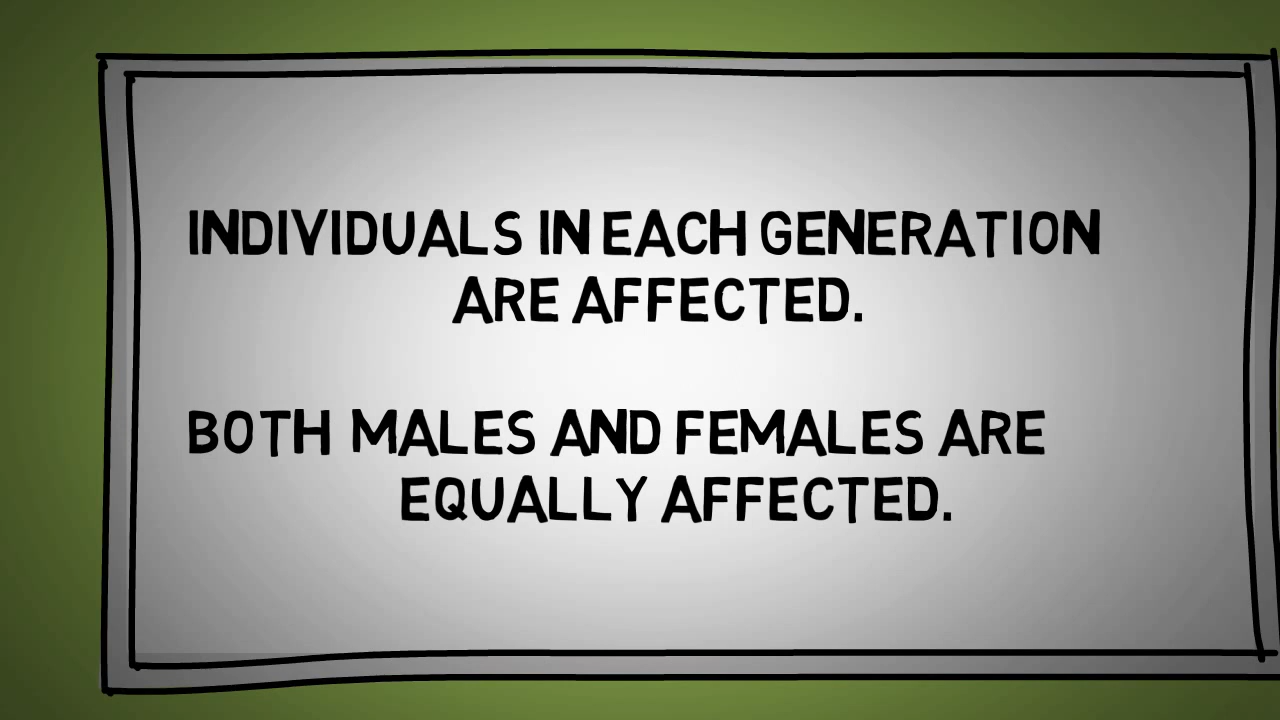 INDIVIDUALS IN EACH GENERATION
ARE AFFECTED.
BOTH MALES AND FEMALES ARE
EQUALLY AFFECTED.